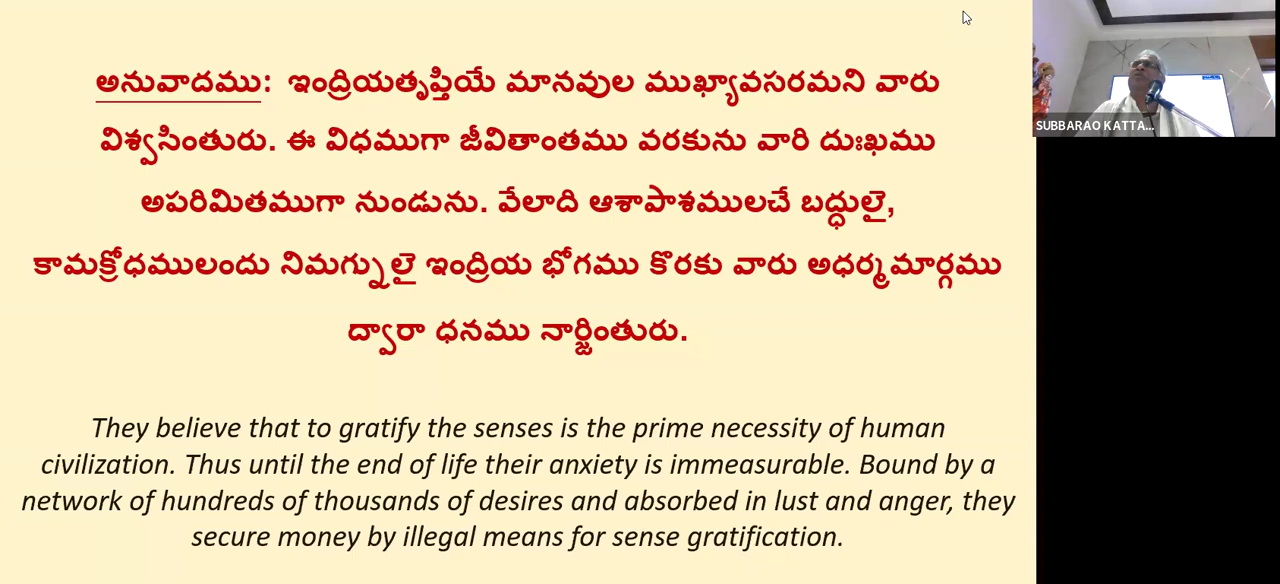 అనువాదము: ఇంద్రియతృప్తియే మానవుల ముఖ్యావసరమని వారు
విశ్వసింతురు. ఈ విధముగా జీవితాంతము వరకును వారి దుఃఖము
అపరిమితముగా నుండును. వేలాది ఆశాపాశములచే బద్ధులై,
కామక్రోధములందు నిమగ్నులై ఇంద్రియ భోగము కొరకు వారు అధర్మమార్గము
ద్వారా ధనము నార్జింతురు.
They believe that to gratify the senses is the prime necessity of human
civilization. Thus until the end of life their anxiety is immeasurable. Bound by a
network of hundreds of thousands of desires and absorbed in lust and anger, they
secure money by illegal means for sense gratification.
SUBBARAO KATTA...